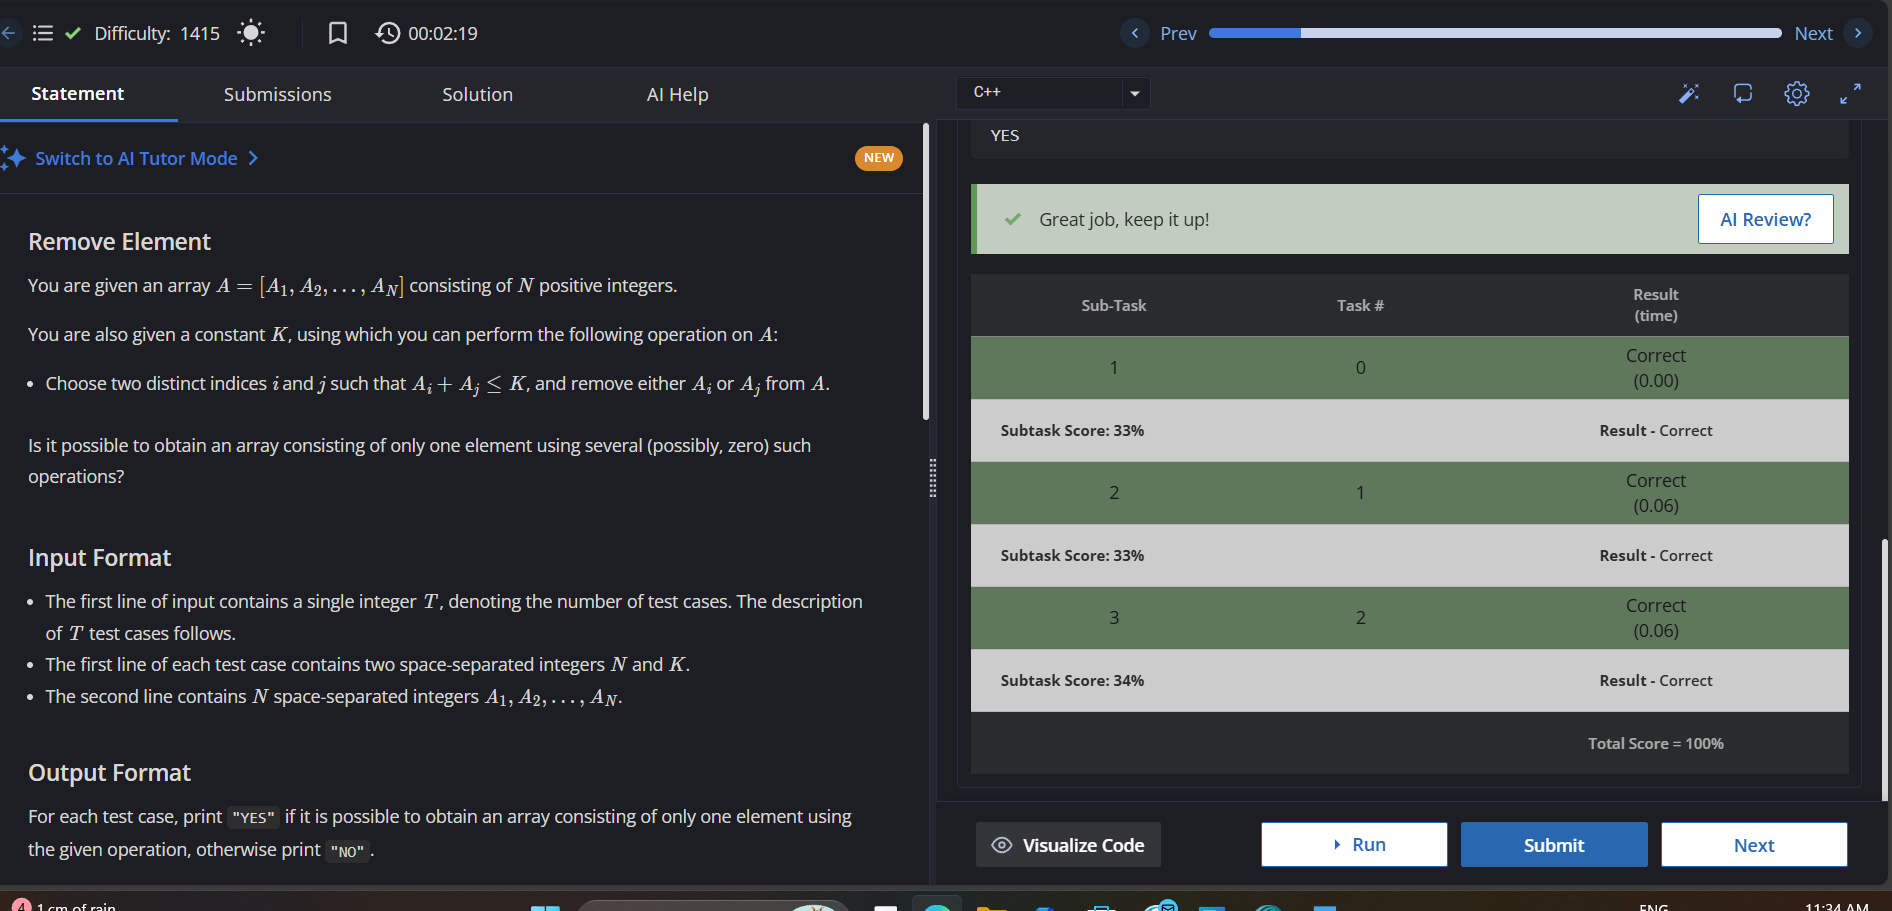 Difficulty: 1415
00:02:19
Prev
Next
Statement
Submissions
Solution
AI Help
C++
Switch to AI Tutor Mode
NEW
Remove Element
You are given an array A = [A₁, A₂, . . . , A_N] consisting of N positive integers.
You are also given a constant K, using which you can perform the following operation on A:
• Choose two distinct indices i and j such that A_i + A_j ≤ K, and remove either A_i or A_j from A.
Is it possible to obtain an array consisting of only one element using several (possibly, zero) such
operations?
Input Format
• The first line of input contains a single integer T, denoting the number of test cases. The description
of T test cases follows.
• The first line of each test case contains two space-separated integers N and K.
• The second line contains N space-separated integers A₁, A₂, . . . , A_N.
Output Format
For each test case, print "YES" if it is possible to obtain an array consisting of only one element using
the given operation, otherwise print "NO".
YES
Great job, keep it up!
AI Review?
Sub-Task
Task #
Result
(time)
1
0
Correct
(0.00)
Subtask Score: 33%
Result - Correct
2
1
Correct
(0.06)
Subtask Score: 33%
Result - Correct
3
2
Correct
(0.06)
Subtask Score: 34%
Result - Correct
Total Score = 100%
Visualize Code
Run
Submit
Next
4
1 cm of rain
ENG
11:34 AM